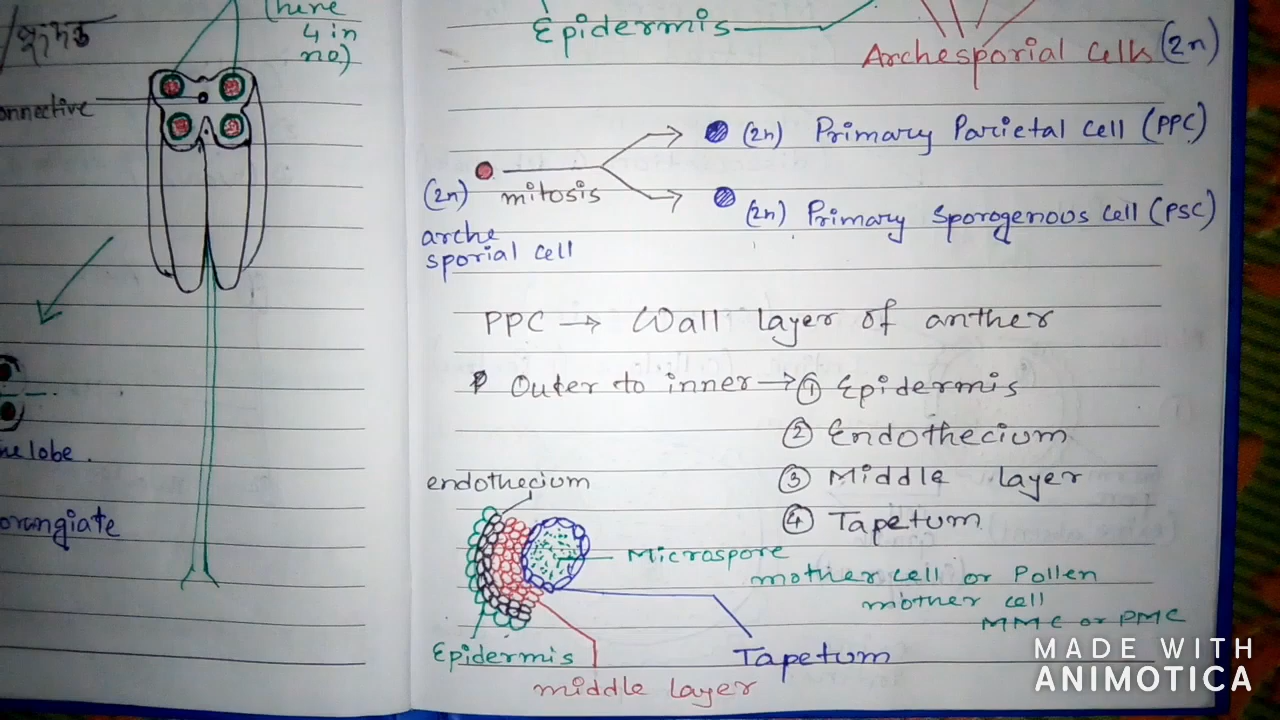 (here
4 in
no)
onnective
he lobe.
orangiate
Epidermis
Archesporial Cells (2n)
(2n) Primary Parietal Cell (PPC)
(2n) mitosis
(2n) Primary Sporogenous Cell (PSC)
arche
sporial cell
PPC → Wall layer of anther
Outer to inner → ① Epidermis
② Endothecium
③ Middle layer
④ Tapetum
endothecium
Microspore
mother cell or Pollen
mother cell
MMC or PMC
Epidermis
Tapetum
middle layer
MADE WITH
ANIMOTICA